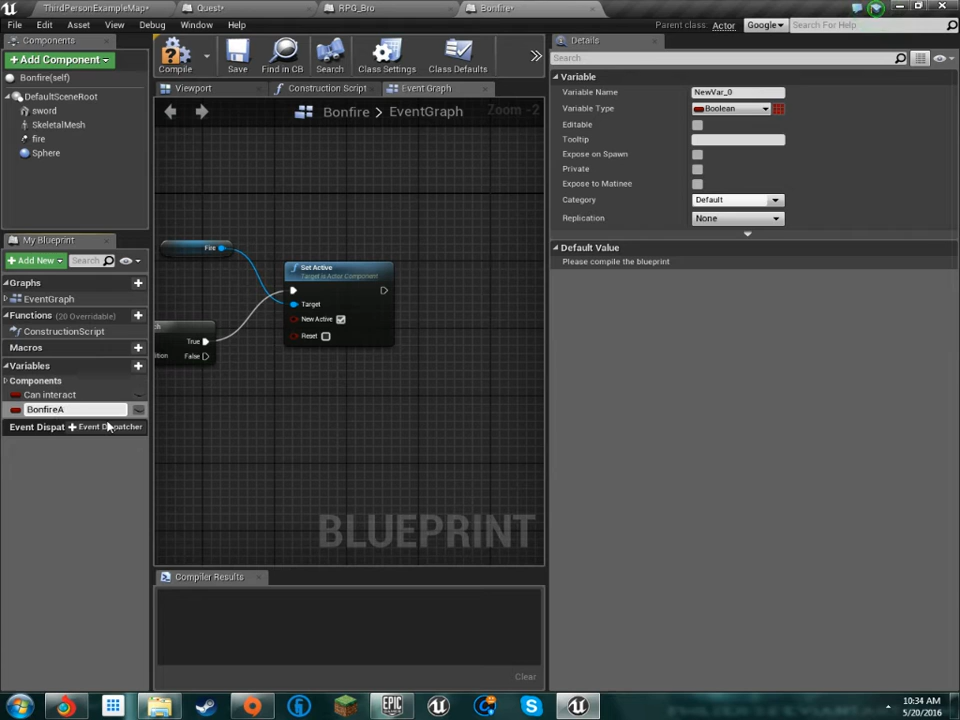 ThirdPersonExampleMap*
Quest*
RPG_Bro
Bonfire*
File
Edit
Asset
View
Debug
Window
Help
Parent class:
Actor
Google
Search For Help
Components
Add Component
Bonfire(self)
DefaultSceneRoot
sword
SkeletalMesh
fire
Sphere
Compile
Save
Find in CB
Search
Class Settings
Class Defaults
Viewport
Construction Script
Event Graph
Bonfire > EventGraph
Zoom -2
Fire
Set Active
Target is Actor Component
Target
New Active
Reset
True
False
BLUEPRINT
Compiler Results
Clear
My Blueprint
Add New
Search
Graphs
EventGraph
Functions (20 Overridable)
ConstructionScript
Macros
Variables
Components
Can interact
BonfireA
Event Dispat
Event Dispatcher
Details
Search
Variable
Variable Name
NewVar_0
Variable Type
Boolean
Editable
Tooltip
Expose on Spawn
Private
Expose to Matinee
Category
Default
Replication
None
Default Value
Please compile the blueprint
EPIC
10:34 AM
5/20/2016